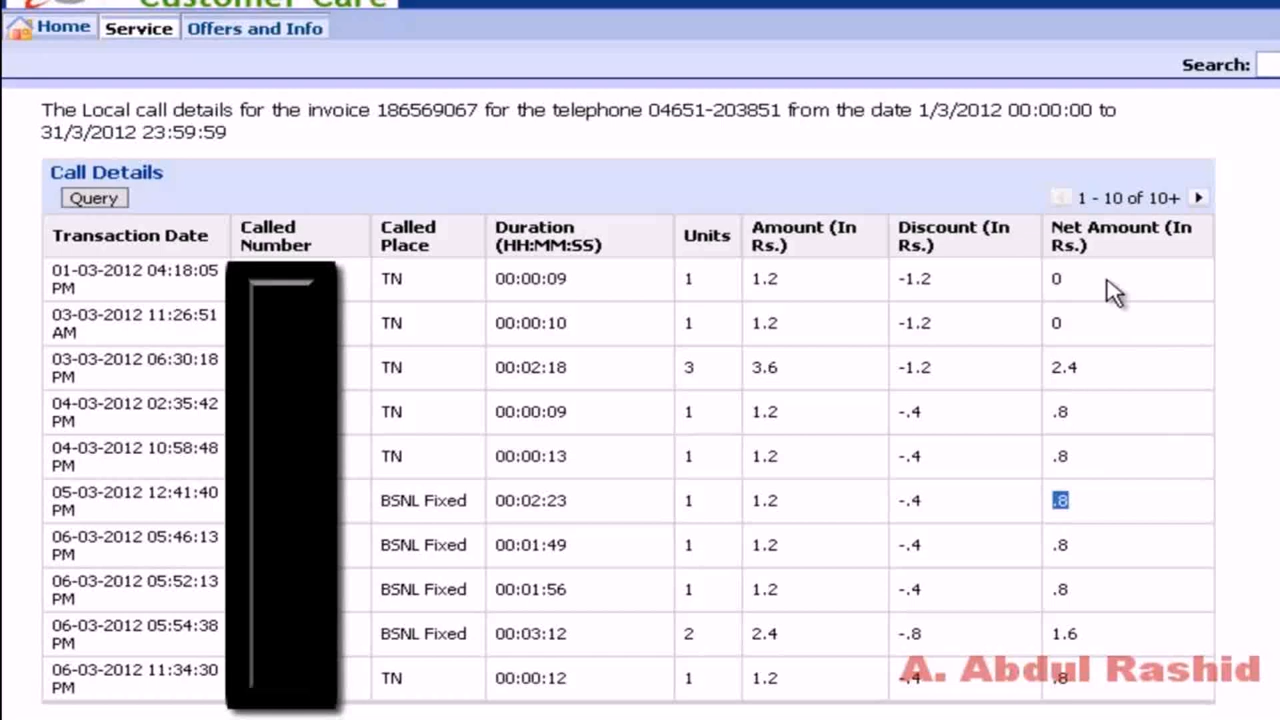 Customer Care
Home Service Offers and Info
Search:
The Local call details for the invoice 186569067 for the telephone 04651-203851 from the date 1/3/2012 00:00:00 to
31/3/2012 23:59:59
Call Details
Query 1 - 10 of 10+
Transaction Date Called Number Called Place Duration (HH:MM:SS) Units Amount (In Rs.) Discount (In Rs.) Net Amount (In Rs.)
01-03-2012 04:18:05 PM TN 00:00:09 1 1.2 -1.2 0
03-03-2012 11:26:51 AM TN 00:00:10 1 1.2 -1.2 0
03-03-2012 06:30:18 PM TN 00:02:18 3 3.6 -1.2 2.4
04-03-2012 02:35:42 PM TN 00:00:09 1 1.2 -.4 .8
04-03-2012 10:58:48 PM TN 00:00:13 1 1.2 -.4 .8
05-03-2012 12:41:40 PM BSNL Fixed 00:02:23 1 1.2 -.4 .8
06-03-2012 05:46:13 PM BSNL Fixed 00:01:49 1 1.2 -.4 .8
06-03-2012 05:52:13 PM BSNL Fixed 00:01:56 1 1.2 -.4 .8
06-03-2012 05:54:38 PM BSNL Fixed 00:03:12 2 2.4 -.8 1.6
06-03-2012 11:34:30 PM TN 00:00:12 1 1.2 -.4 .8
A. Abdul Rashid